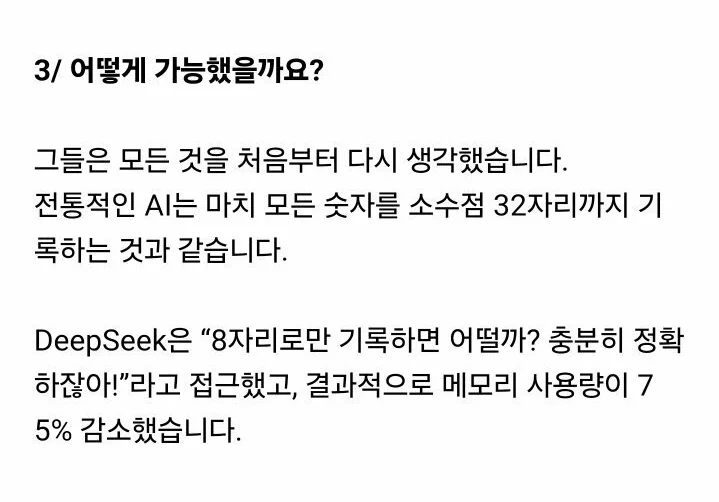 3/ 어떻게 가능했을까요?
그들은 모든 것을 처음부터 다시 생각했습니다.
전통적인 AI는 마치 모든 숫자를 소수점 32자리까지 기
록하는 것과 같습니다.
DeepSeek은 “8자리로만 기록하면 어떨까? 충분히 정확
하잖아!”라고 접근했고, 결과적으로 메모리 사용량이 7
5% 감소했습니다.